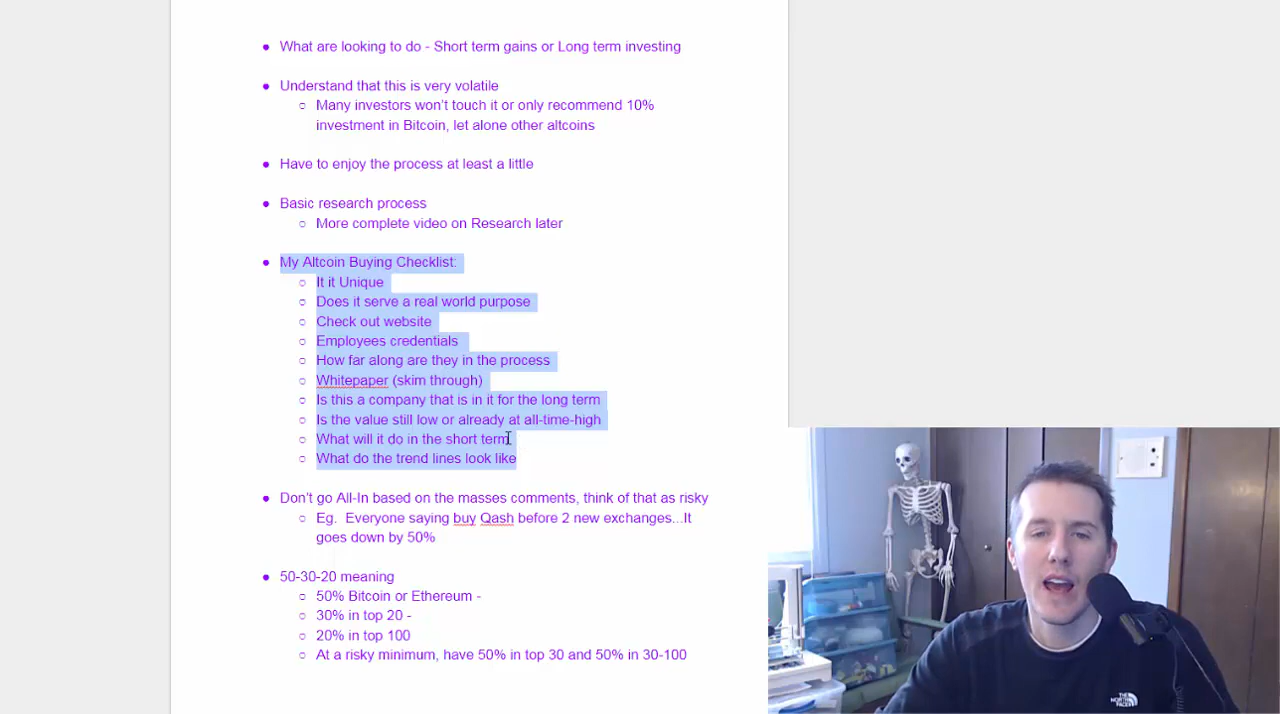 What are looking to do - Short term gains or Long term investing
Understand that this is very volatile
Many investors won't touch it or only recommend 10%
investment in Bitcoin, let alone other altcoins
Have to enjoy the process at least a little
Basic research process
More complete video on Research later
My Altcoin Buying Checklist:
It it Unique
Does it serve a real world purpose
Check out website
Employees credentials
How far along are they in the process
Whitepaper (skim through)
Is this a company that is in it for the long term
Is the value still low or already at all-time-high
What will it do in the short term
What do the trend lines look like
Don't go All-In based on the masses comments, think of that as risky
Eg. Everyone saying buy Qash before 2 new exchanges...It
goes down by 50%
50-30-20 meaning
50% Bitcoin or Ethereum -
30% in top 20 -
20% in top 100
At a risky minimum, have 50% in top 30 and 50% in 30-100
THE
NORTH
FACE